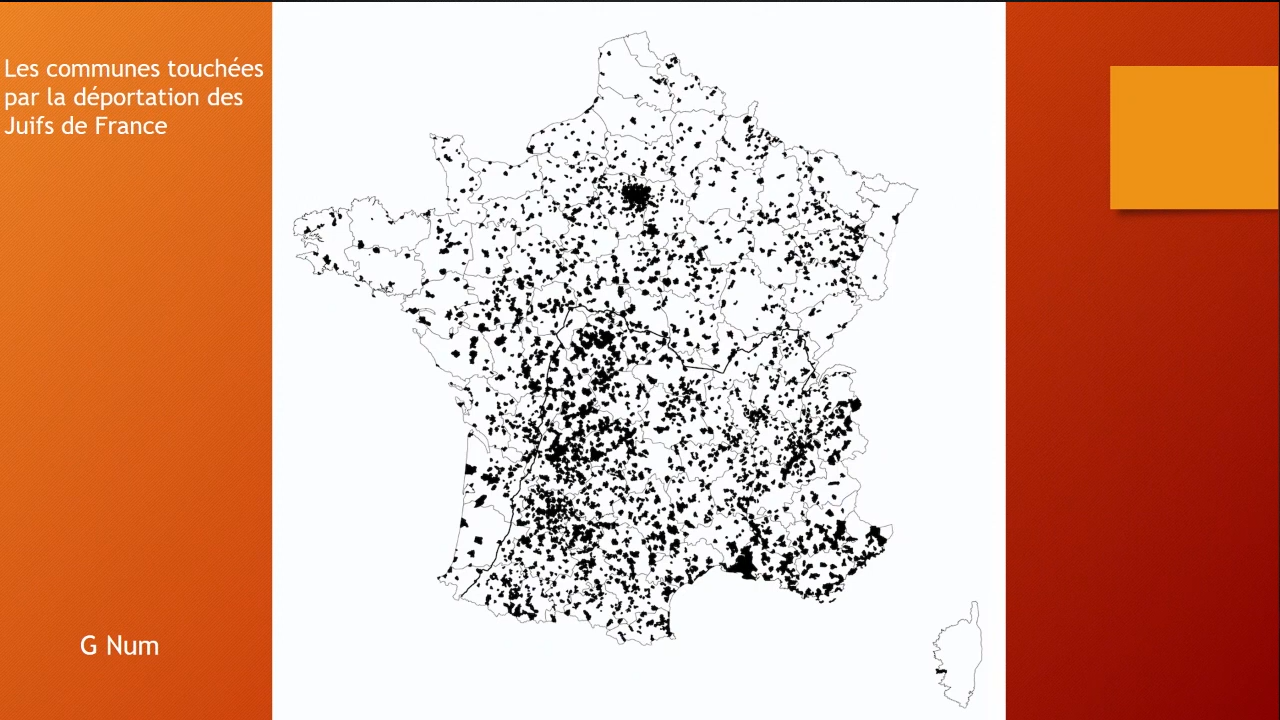 Les communes touchées
par la déportation des
Juifs de France
G Num